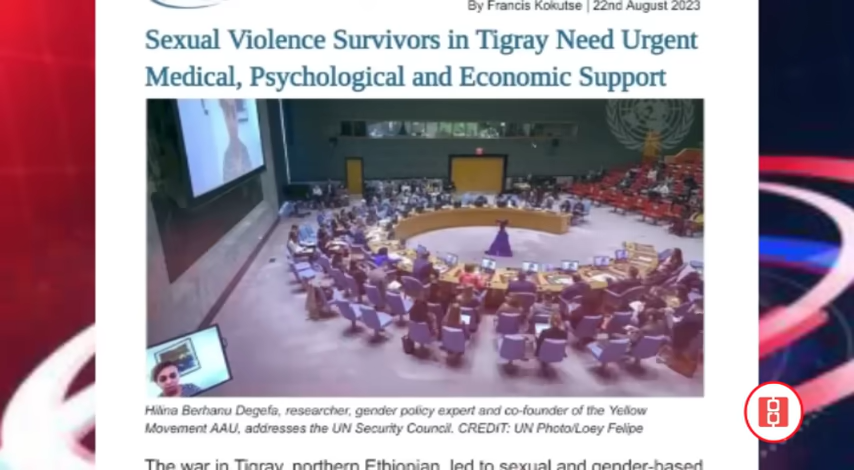 By Francis Kokutse | 22nd August 2023
Sexual Violence Survivors in Tigray Need Urgent
Medical, Psychological and Economic Support
Hilina Berhanu Degefa, researcher, gender policy expert and co-founder of the Yellow
Movement AAU, addresses the UN Security Council. CREDIT: UN Photo/Loey Felipe
The war in Tigray, northern Ethiopian, led to sexual and gender-based